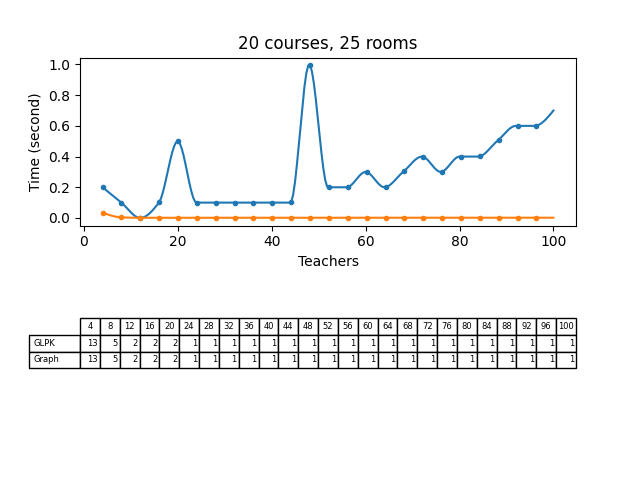 20 courses, 25 rooms
1.0
0.8
0.6
0.4
0.2
0.0
Time (second)
0 20 40 60 80 100
Teachers
4 8 12 16 20 24 28 32 36 40 44 48 52 56 60 64 68 72 76 80 84 88 92 96 100
GLPK 13 5 2 2 2 1 1 1 1 1 1 1 1 1 1 1 1 1 1 1 1 1 1 1 1
Graph 13 5 2 2 2 1 1 1 1 1 1 1 1 1 1 1 1 1 1 1 1 1 1 1 1